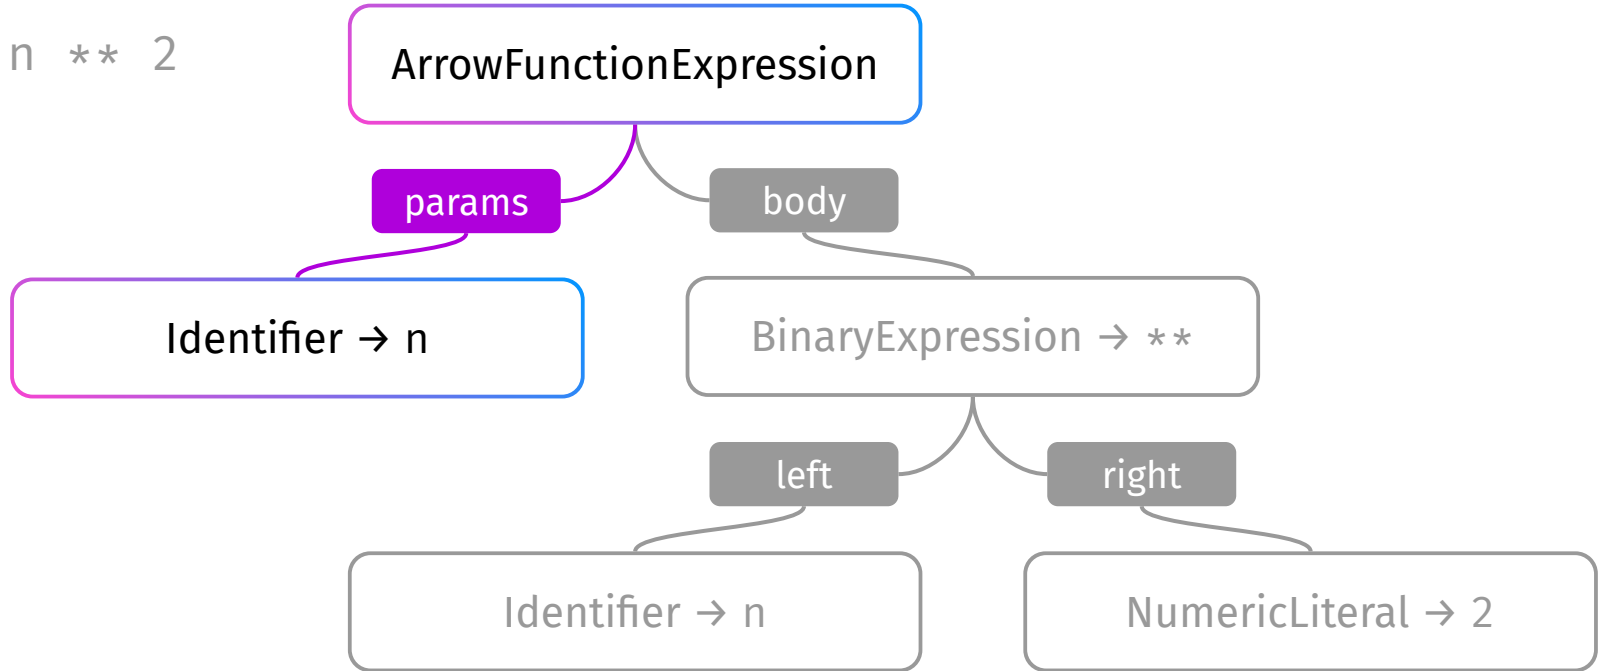 n ** 2
ArrowFunctionExpression
params
body
Identifier → n
BinaryExpression → **
left
right
Identifier → n
NumericLiteral → 2